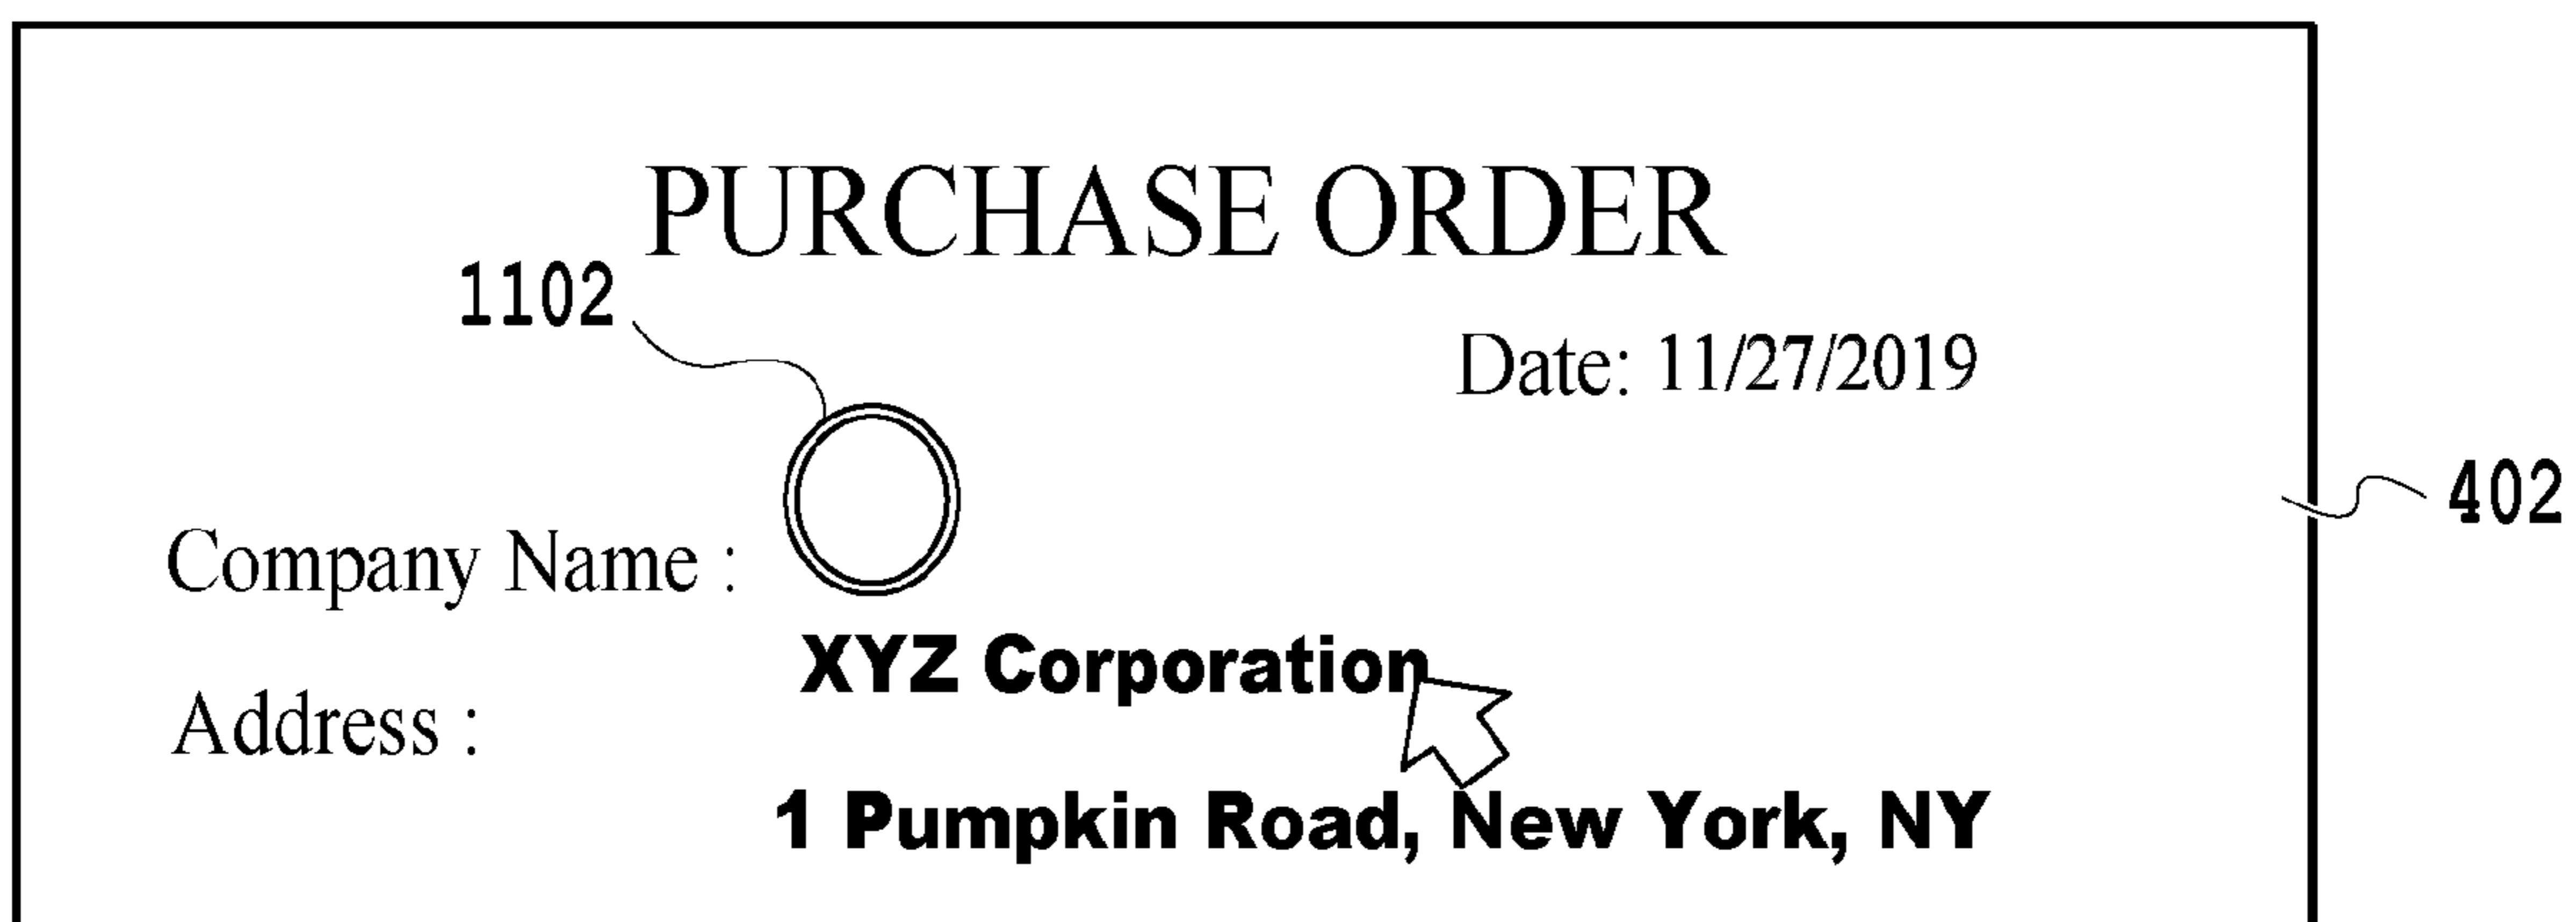 PURCHASE ORDER
1102
Date: 11/27/2019
402
Company Name :
XYZ Corporation
Address :
1 Pumpkin Road, New York, NY